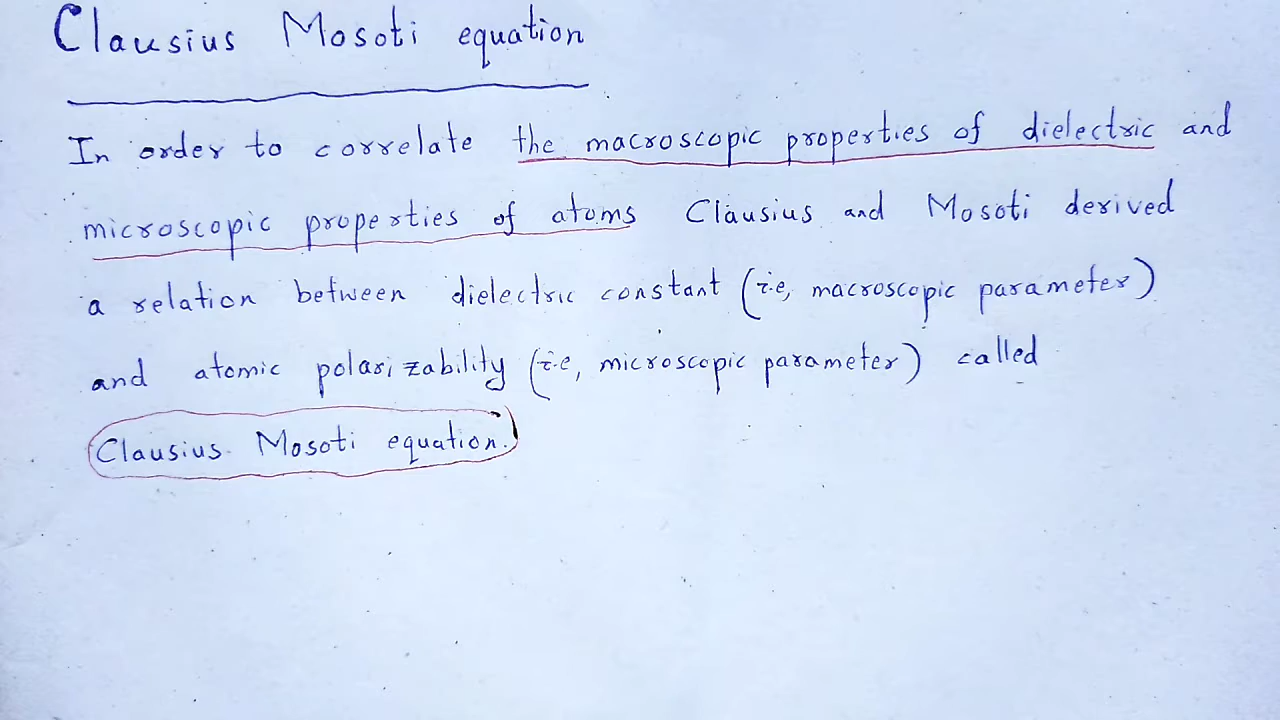 Clausius Mosoti equation
In order to correlate the macroscopic properties of dielectric and
microscopic properties of atoms Clausius and Mosoti derived
a relation between dielectric constant (i.e, macroscopic parameter)
and atomic polarizability (i.e, microscopic parameter) called
Clausius Mosoti equation.